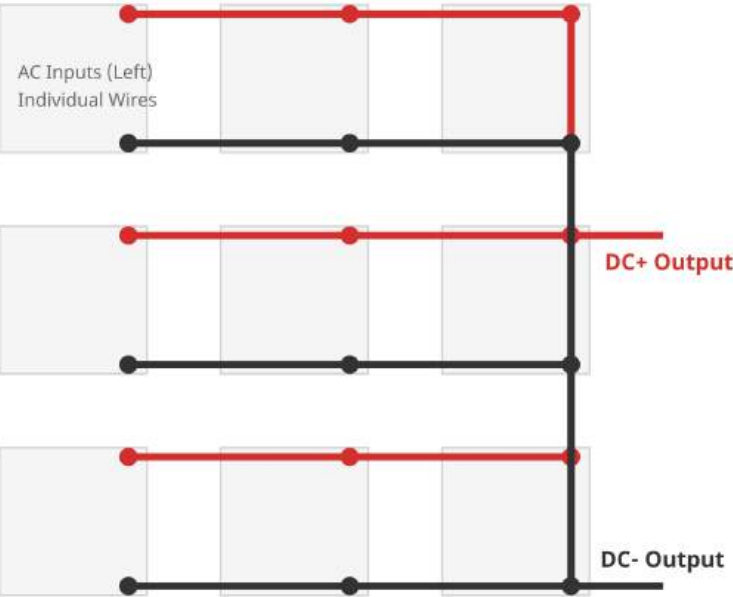 AC Inputs (Left)
Individual Wires
DC+ Output
DC- Output